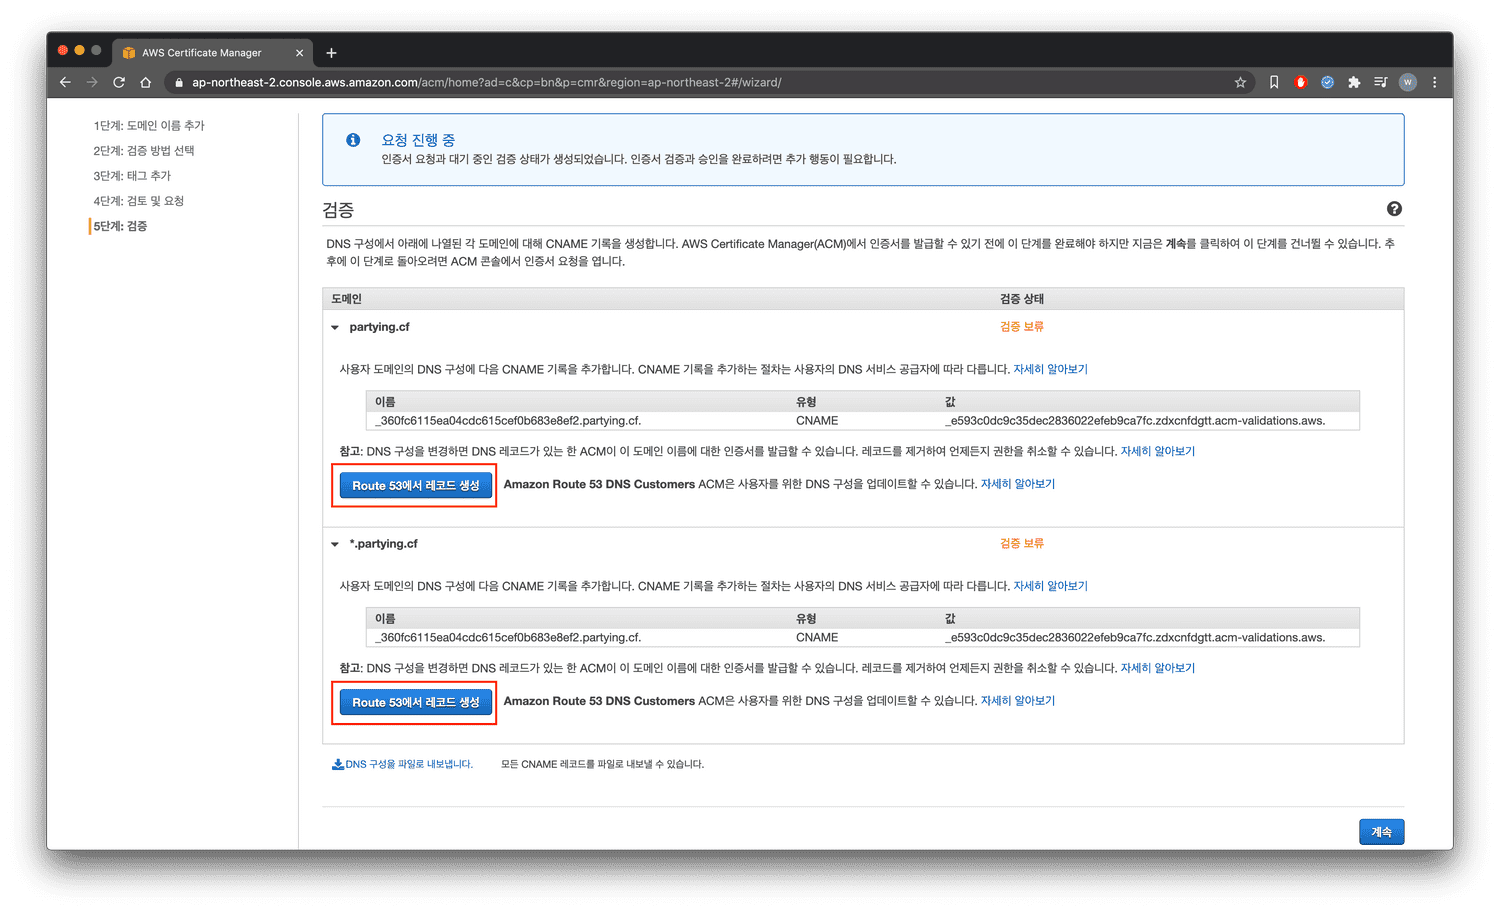 AWS Certificate Manager
ap-northeast-2.console.aws.amazon.com/acm/home?ad=c&cp=bn&p=cmr&region=ap-northeast-2#/wizard/
W
1단계: 도메인 이름 추가
2단계: 검증 방법 선택
3단계: 태그 추가
4단계: 검토 및 요청
5단계: 검증
요청 진행 중
인증서 요청과 대기 중인 검증 상태가 생성되었습니다. 인증서 검증과 승인을 완료하려면 추가 행동이 필요합니다.
검증
DNS 구성에서 아래에 나열된 각 도메인에 대해 CNAME 기록을 생성합니다. AWS Certificate Manager(ACM)에서 인증서를 발급할 수 있기 전에 이 단계를 완료해야 하지만 지금은 계속를 클릭하여 이 단계를 건너뛸 수 있습니다. 추
후에 이 단계로 돌아오려면 ACM 콘솔에서 인증서 요청을 엽니다.
도메인 검증 상태
partying.cf 검증 보류
사용자 도메인의 DNS 구성에 다음 CNAME 기록을 추가합니다. CNAME 기록을 추가하는 절차는 사용자의 DNS 서비스 공급자에 따라 다릅니다. 자세히 알아보기
이름 유형 값
_360fc6115ea04cdc615cef0b683e8ef2.partying.cf. CNAME _e593c0dc9c35dec2836022efeb9ca7fc.zdxcnfdgtt.acm-validations.aws.
참고: DNS 구성을 변경하면 DNS 레코드가 있는 한 ACM이 이 도메인 이름에 대한 인증서를 발급할 수 있습니다. 레코드를 제거하여 언제든지 권한을 취소할 수 있습니다. 자세히 알아보기
Route 53에서 레코드 생성 Amazon Route 53 DNS Customers ACM은 사용자를 위한 DNS 구성을 업데이트할 수 있습니다. 자세히 알아보기
*.partying.cf 검증 보류
사용자 도메인의 DNS 구성에 다음 CNAME 기록을 추가합니다. CNAME 기록을 추가하는 절차는 사용자의 DNS 서비스 공급자에 따라 다릅니다. 자세히 알아보기
이름 유형 값
_360fc6115ea04cdc615cef0b683e8ef2.partying.cf. CNAME _e593c0dc9c35dec2836022efeb9ca7fc.zdxcnfdgtt.acm-validations.aws.
참고: DNS 구성을 변경하면 DNS 레코드가 있는 한 ACM이 이 도메인 이름에 대한 인증서를 발급할 수 있습니다. 레코드를 제거하여 언제든지 권한을 취소할 수 있습니다. 자세히 알아보기
Route 53에서 레코드 생성 Amazon Route 53 DNS Customers ACM은 사용자를 위한 DNS 구성을 업데이트할 수 있습니다. 자세히 알아보기
DNS 구성을 파일로 내보냅니다. 모든 CNAME 레코드를 파일로 내보낼 수 있습니다.
계속